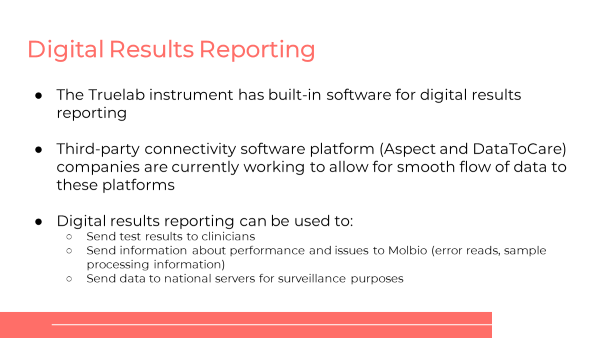 Digital Results Reporting
● The Truelab instrument has built-in software for digital results
reporting
● Third-party connectivity software platform (Aspect and DataToCare)
companies are currently working to allow for smooth flow of data to
these platforms
● Digital results reporting can be used to:
○ Send test results to clinicians
○ Send information about performance and issues to Molbio (error reads, sample
processing information)
○ Send data to national servers for surveillance purposes